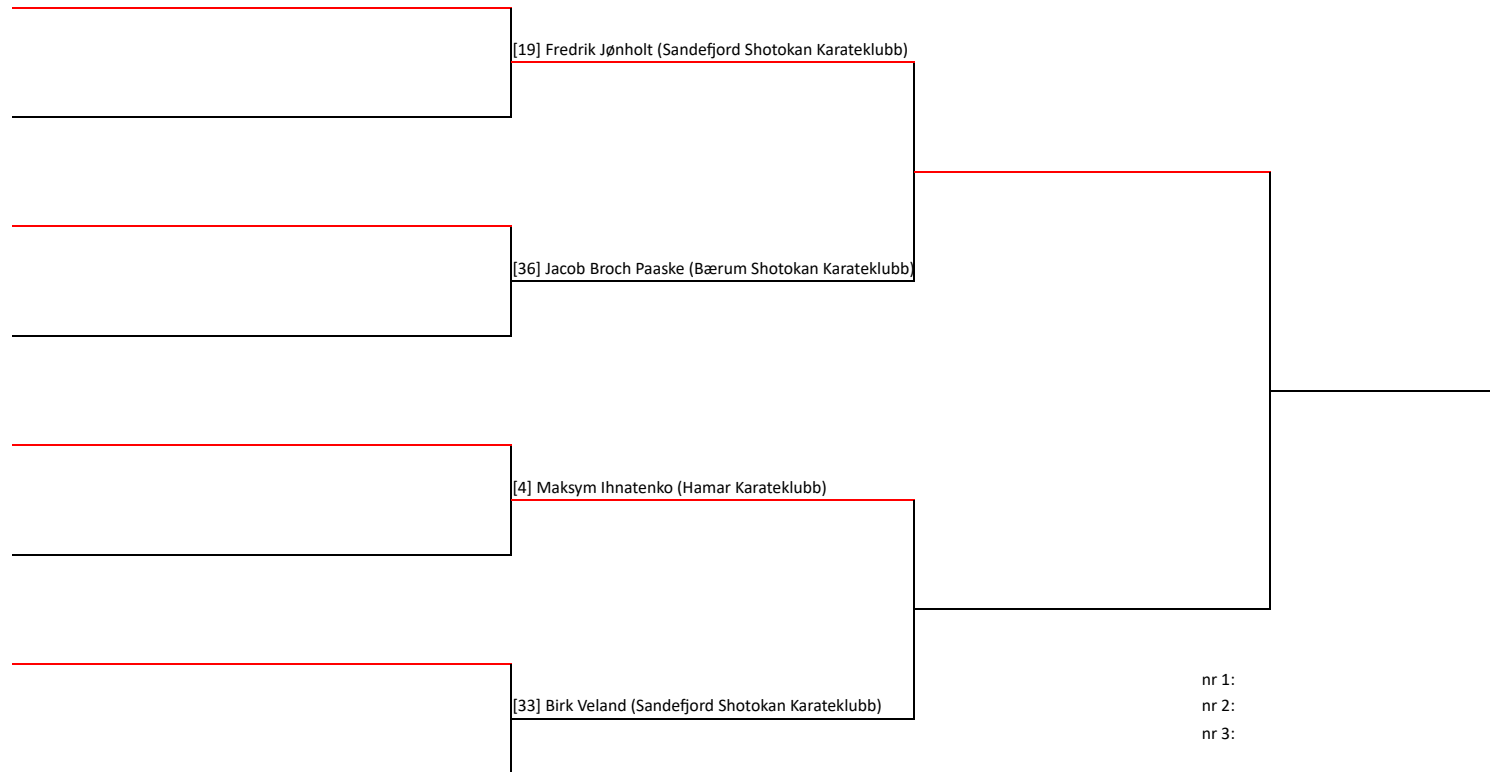 [19] Fredrik Jønholt (Sandefjord Shotokan Karateklubb)
[36] Jacob Broch Paaske (Bærum Shotokan Karateklubb)
[4] Maksym Ihnatenko (Hamar Karateklubb)
[33] Birk Veland (Sandefjord Shotokan Karateklubb)
nr 1:
nr 2:
nr 3: